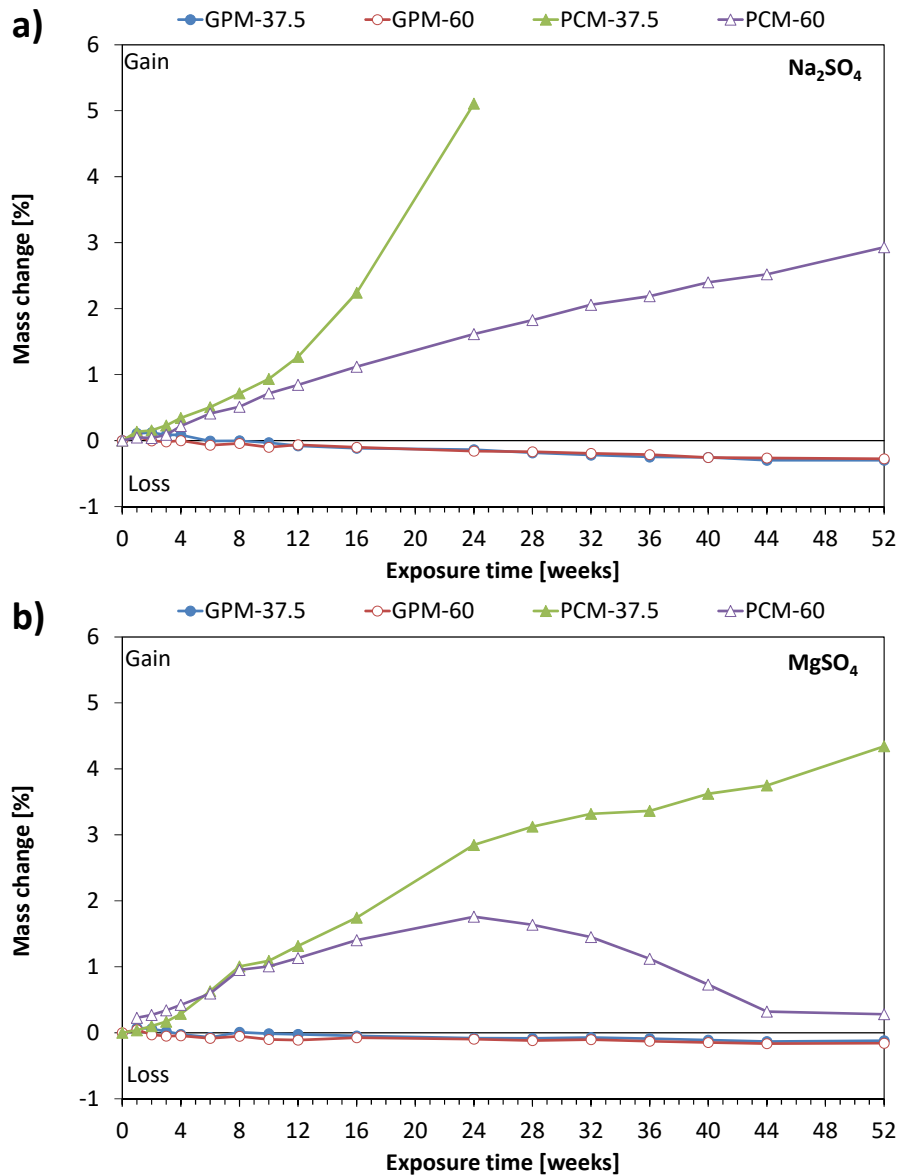 a)
GPM-37.5 GPM-60 PCM-37.5 PCM-60
Gain
Na₂SO₄
6
5
4
3
2
1
0
-1
Mass change [%]
Loss
0 4 8 12 16 20 24 28 32 36 40 44 48 52
Exposure time [weeks]
b)
GPM-37.5 GPM-60 PCM-37.5 PCM-60
Gain
MgSO₄
6
5
4
3
2
1
0
-1
Mass change [%]
Loss
0 4 8 12 16 20 24 28 32 36 40 44 48 52
Exposure time [weeks]